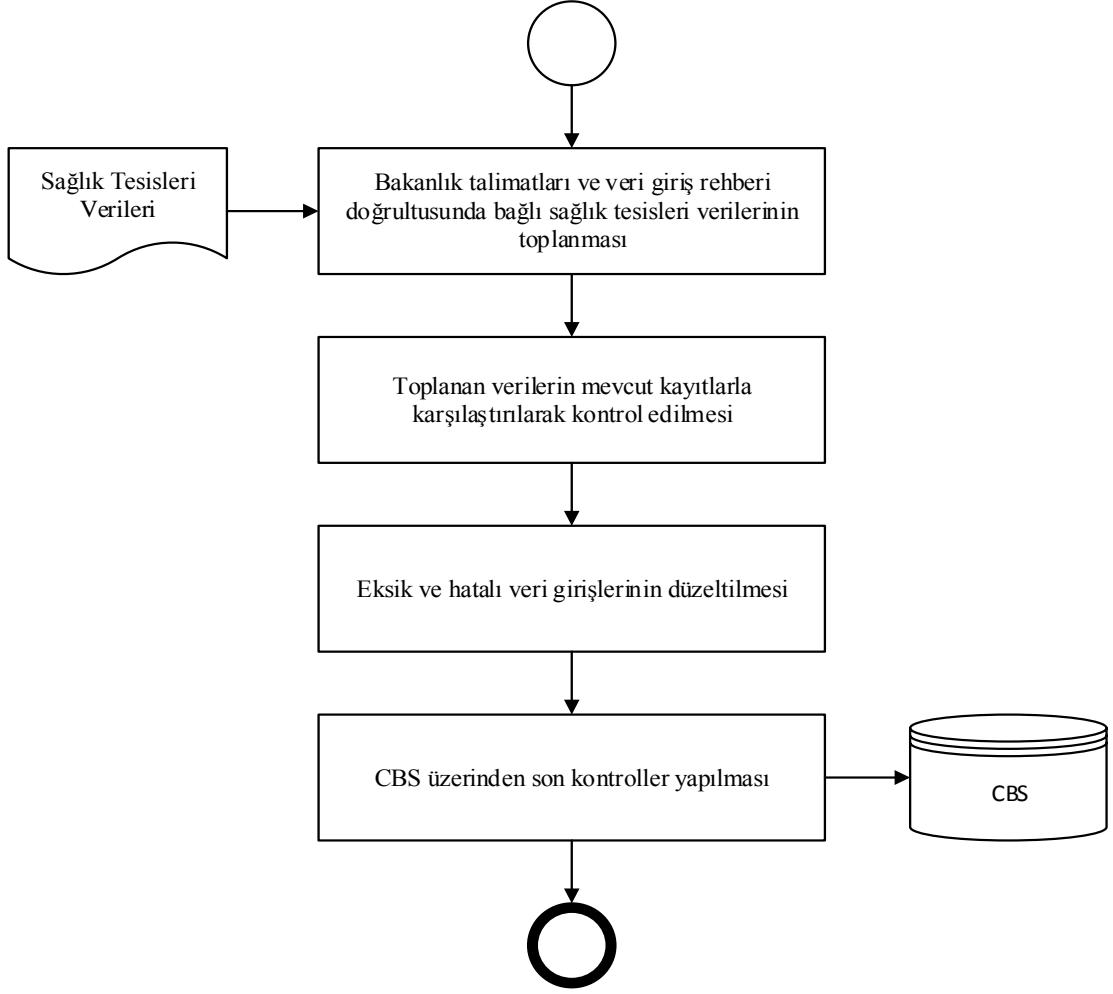 Sağlık Tesisleri
Verileri
Bakanlık talimatları ve veri giriş rehberi
doğrultusunda bağlı sağlık tesisleri verilerinin
toplanması
Toplanan verilerin mevcut kayıtlarla
karşılaştırılarak kontrol edilmesi
Eksik ve hatalı veri girişlerinin düzeltilmesi
CBS üzerinden son kontroller yapılması
CBS